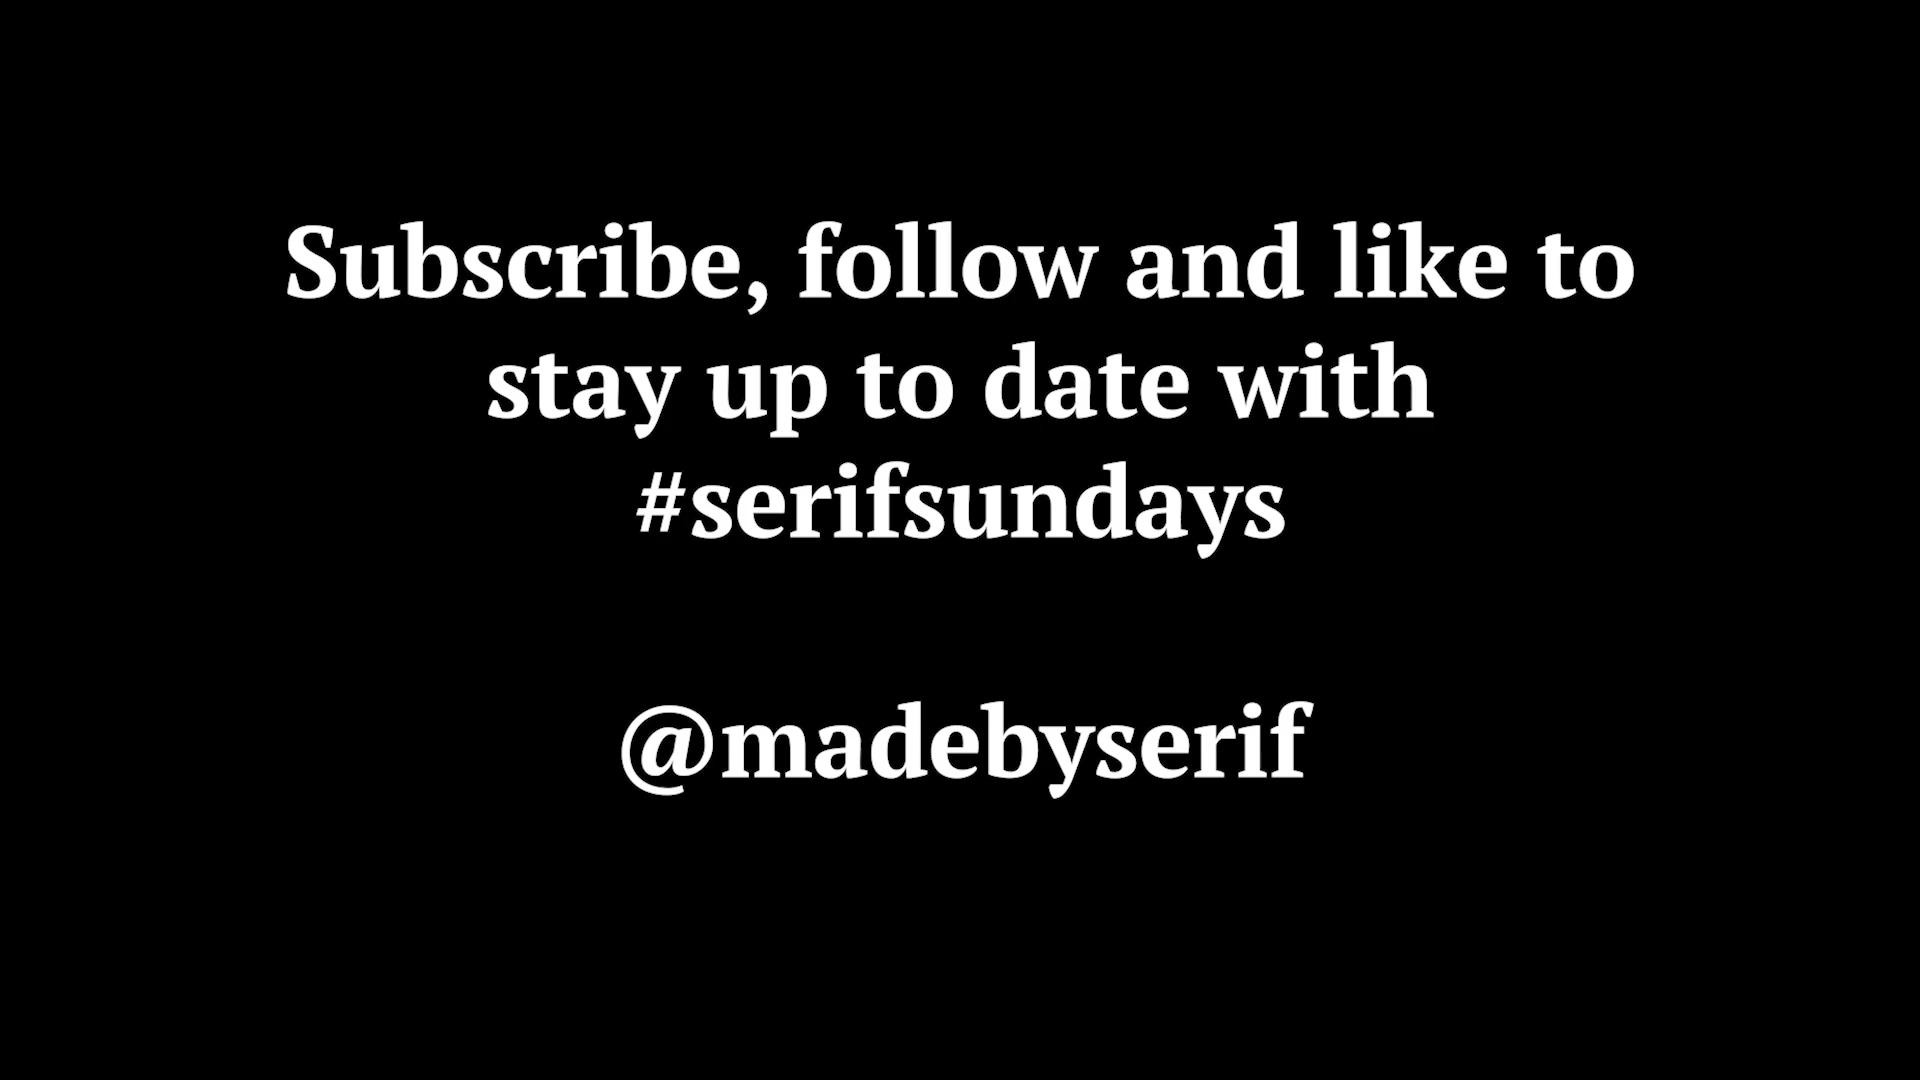 Subscribe, follow and like to
stay up to date with
#serifsundays
@madebyserif